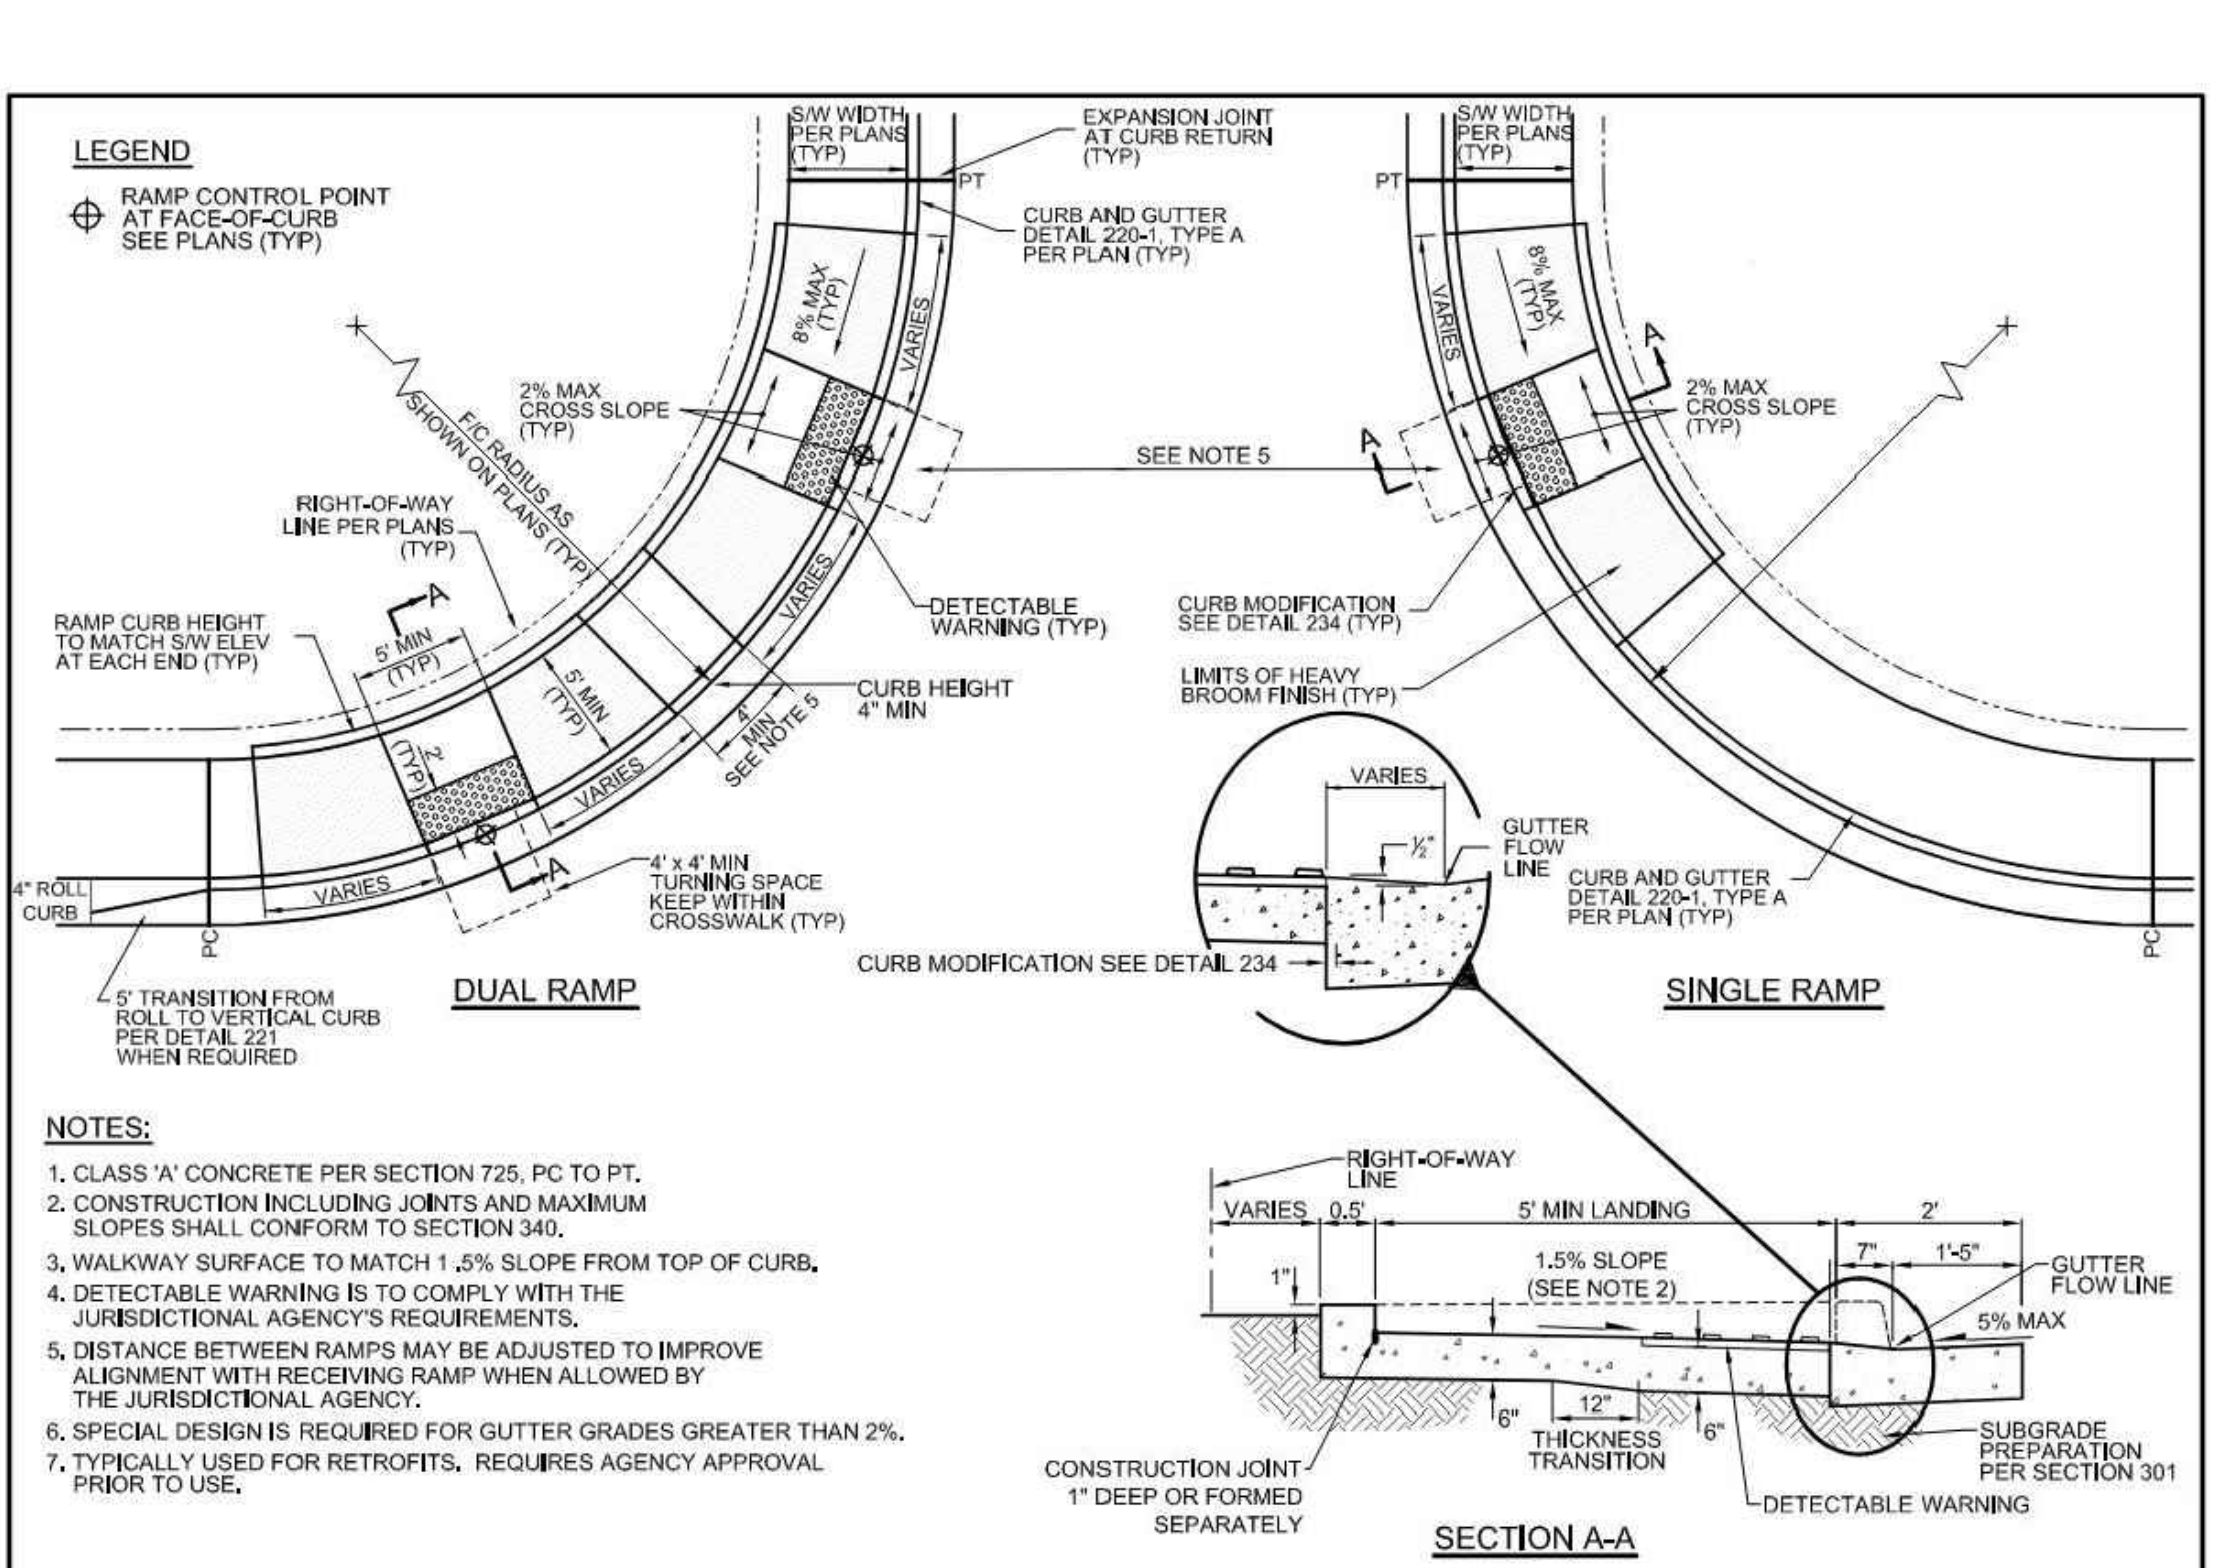 LEGEND
RAMP CONTROL POINT
AT FACE-OF-CURB
SEE PLANS (TYP)
S/W WIDTH
PER PLANS
(TYP)
EXPANSION JOINT
AT CURB RETURN
(TYP)
PT
CURB AND GUTTER
DETAIL 220-1, TYPE A
PER PLAN (TYP)
8% MAX
(TYP)
VARIES
2% MAX
CROSS SLOPE
(TYP)
F/C RADIUS AS
SHOWN ON PLANS (TYP)
RIGHT-OF-WAY
LINE PER PLANS
(TYP)
SEE NOTE 5
A
RAMP CURB HEIGHT
TO MATCH S/W ELEV
AT EACH END (TYP)
5' MIN
(TYP)
5' MIN
(TYP)
VARIES
DETECTABLE
WARNING (TYP)
CURB HEIGHT
4" MIN
4'
MIN
SEE NOTE 5
2'
(TYP)
VARIES
A
4' x 4' MIN
TURNING SPACE
KEEP WITHIN
CROSSWALK (TYP)
4" ROLL
CURB
VARIES
PC
5' TRANSITION FROM
ROLL TO VERTICAL CURB
PER DETAIL 221
WHEN REQUIRED
DUAL RAMP
S/W WIDTH
PER PLANS
(TYP)
PT
8% MAX
(TYP)
VARIES
A
2% MAX
CROSS SLOPE
(TYP)
A
CURB MODIFICATION
SEE DETAIL 234 (TYP)
LIMITS OF HEAVY
BROOM FINISH (TYP)
CURB AND GUTTER
DETAIL 220-1, TYPE A
PER PLAN (TYP)
PC
SINGLE RAMP
VARIES
½"
GUTTER
FLOW
LINE
CURB MODIFICATION SEE DETAIL 234
NOTES:
1. CLASS 'A' CONCRETE PER SECTION 725, PC TO PT.
2. CONSTRUCTION INCLUDING JOINTS AND MAXIMUM
SLOPES SHALL CONFORM TO SECTION 340.
3. WALKWAY SURFACE TO MATCH 1.5% SLOPE FROM TOP OF CURB.
4. DETECTABLE WARNING IS TO COMPLY WITH THE
JURISDICTIONAL AGENCY'S REQUIREMENTS.
5. DISTANCE BETWEEN RAMPS MAY BE ADJUSTED TO IMPROVE
ALIGNMENT WITH RECEIVING RAMP WHEN ALLOWED BY
THE JURISDICTIONAL AGENCY.
6. SPECIAL DESIGN IS REQUIRED FOR GUTTER GRADES GREATER THAN 2%.
7. TYPICALLY USED FOR RETROFITS. REQUIRES AGENCY APPROVAL
PRIOR TO USE.
RIGHT-OF-WAY
LINE
VARIES
0.5'
5' MIN LANDING
2'
1"
1.5% SLOPE
(SEE NOTE 2)
7"
1'-5"
GUTTER
FLOW LINE
5% MAX
6"
12"
6"
THICKNESS
TRANSITION
SUBGRADE
PREPARATION
PER SECTION 301
CONSTRUCTION JOINT
1" DEEP OR FORMED
SEPARATELY
DETECTABLE WARNING
SECTION A-A